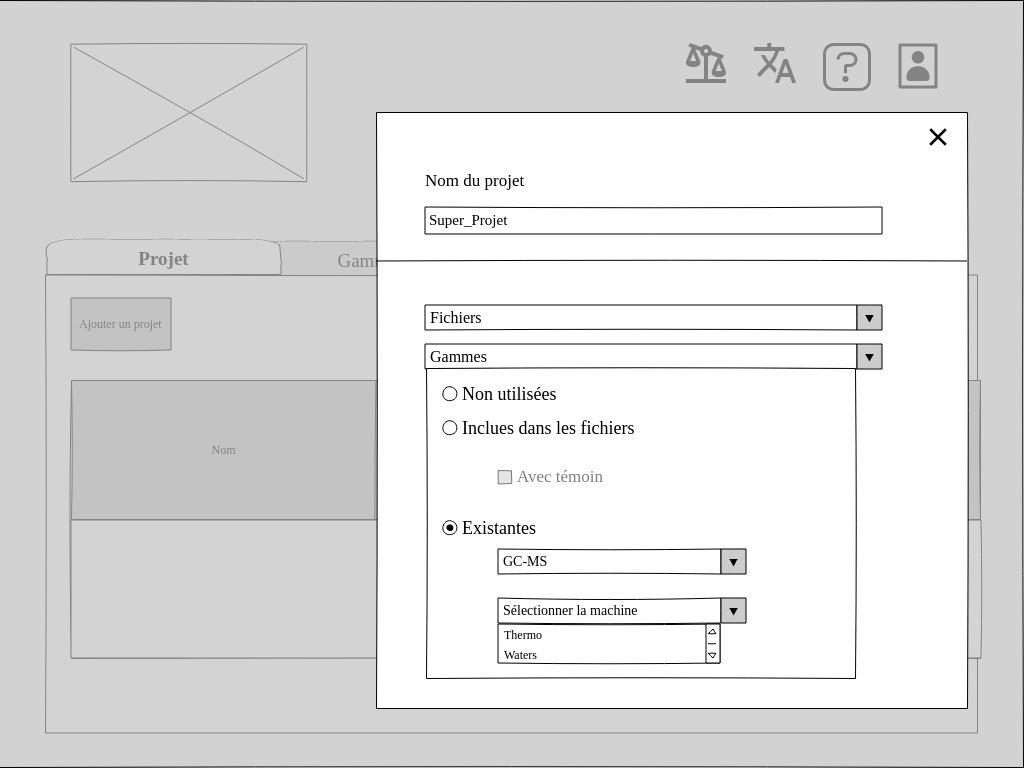 Nom du projet
Super_Projet
Projet
Gam
Ajouter un projet
Fichiers
Gammes
Non utilisées
Inclues dans les fichiers
Nom
Avec témoin
Existantes
GC-MS
Sélectionner la machine
Thermo
Waters